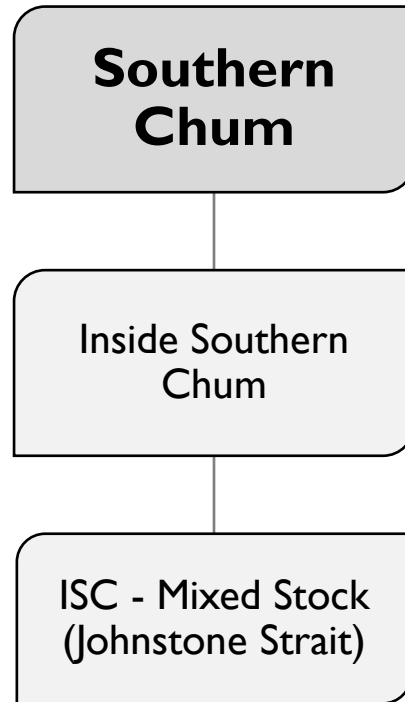 Southern
Chum
Inside Southern
Chum
ISC - Mixed Stock
(Johnstone Strait)